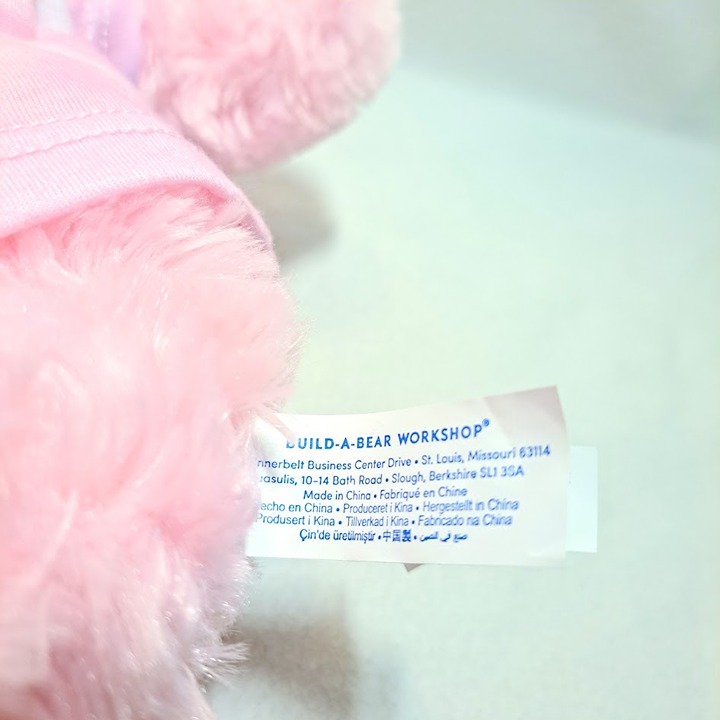 BUILD-A-BEAR WORKSHOP®
nnerbelt Business Center Drive • St. Louis, Missouri 63114
uasulis, 10-14 Bath Road • Slough, Berkshire SL1 3SA
Made in China • Fabriqué en Chine
echo en China • Produceret i Kina • Hergestellt in China
Produsert i Kina • Tillverkad i Kina • Fabricado na China
Çin'de üretilmiştir • 中国製 • صنع في الصين